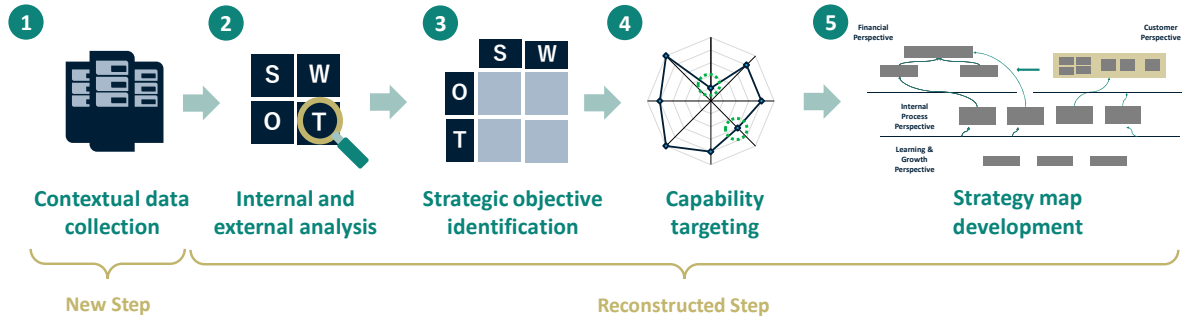 1
2
3
4
5
S W
O T
S W
O
T
Financial
Perspective
Customer
Perspective
Internal
Process
Perspective
Learning &
Growth
Perspective
Contextual data
collection
Internal and
external analysis
Strategic objective
identification
Capability
targeting
Strategy map
development
New Step
Reconstructed Step